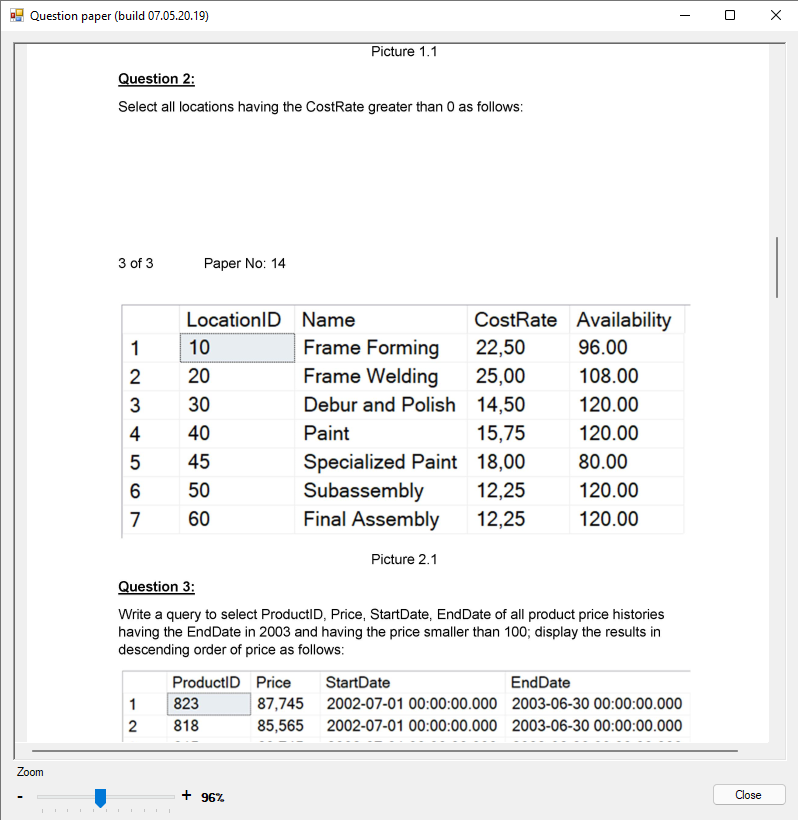 Question paper (build 07.05.20.19)
Picture 1.1
Question 2:
Select all locations having the CostRate greater than 0 as follows:
3 of 3 Paper No: 14
LocationID Name CostRate Availability
1 10 Frame Forming 22,50 96.00
2 20 Frame Welding 25,00 108.00
3 30 Debur and Polish 14,50 120.00
4 40 Paint 15,75 120.00
5 45 Specialized Paint 18,00 80.00
6 50 Subassembly 12,25 120.00
7 60 Final Assembly 12,25 120.00
Picture 2.1
Question 3:
Write a query to select ProductID, Price, StartDate, EndDate of all product price histories
having the EndDate in 2003 and having the price smaller than 100; display the results in
descending order of price as follows:
ProductID Price StartDate EndDate
1 823 87,745 2002-07-01 00:00:00.000 2003-06-30 00:00:00.000
2 818 85,565 2002-07-01 00:00:00.000 2003-06-30 00:00:00.000
Zoom
- + 96%
Close